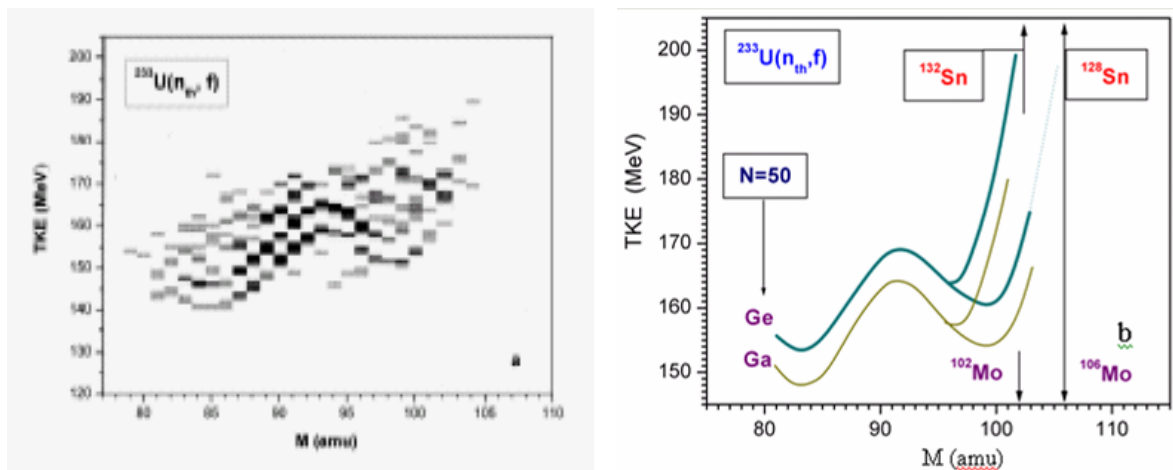 ²³³U(n_th, f)
TKE (MeV)
200
190
180
170
160
150
140
130
120
80
85
90
95
100
105
110
M (amu)
a
²³³U(n_th,f)
¹³²Sn
¹²⁸Sn
N=50
TKE (MeV)
200
190
180
170
160
150
Ge
Ga
¹⁰²Mo
¹⁰⁶Mo
b
80
90
100
110
M (amu)